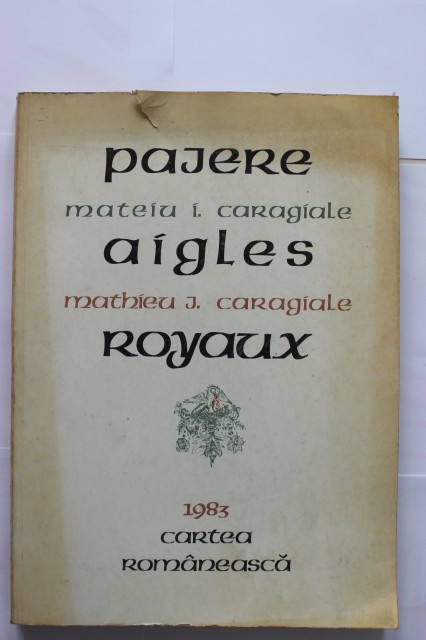 pajere
mateiu i. caragiale
aigles
mathieu j. caragiale
royaux
1983
cartea
românească